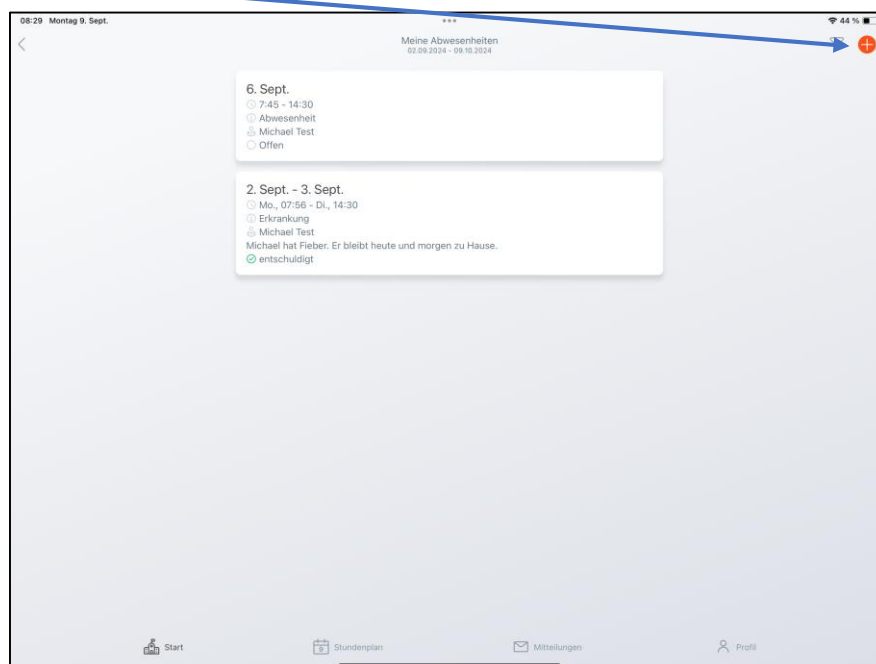 08:29 Montag 9. Sept.
44 %
Meine Abwesenheiten
02.09.2024 - 09.10.2024
6. Sept.
7:45 - 14:30
Abwesenheit
Michael Test
Offen
2. Sept. - 3. Sept.
Mo., 07:56 - Di., 14:30
Erkrankung
Michael Test
Michael hat Fieber. Er bleibt heute und morgen zu Hause.
entschuldigt
Start
Stundenplan
9
Mitteilungen
Profil